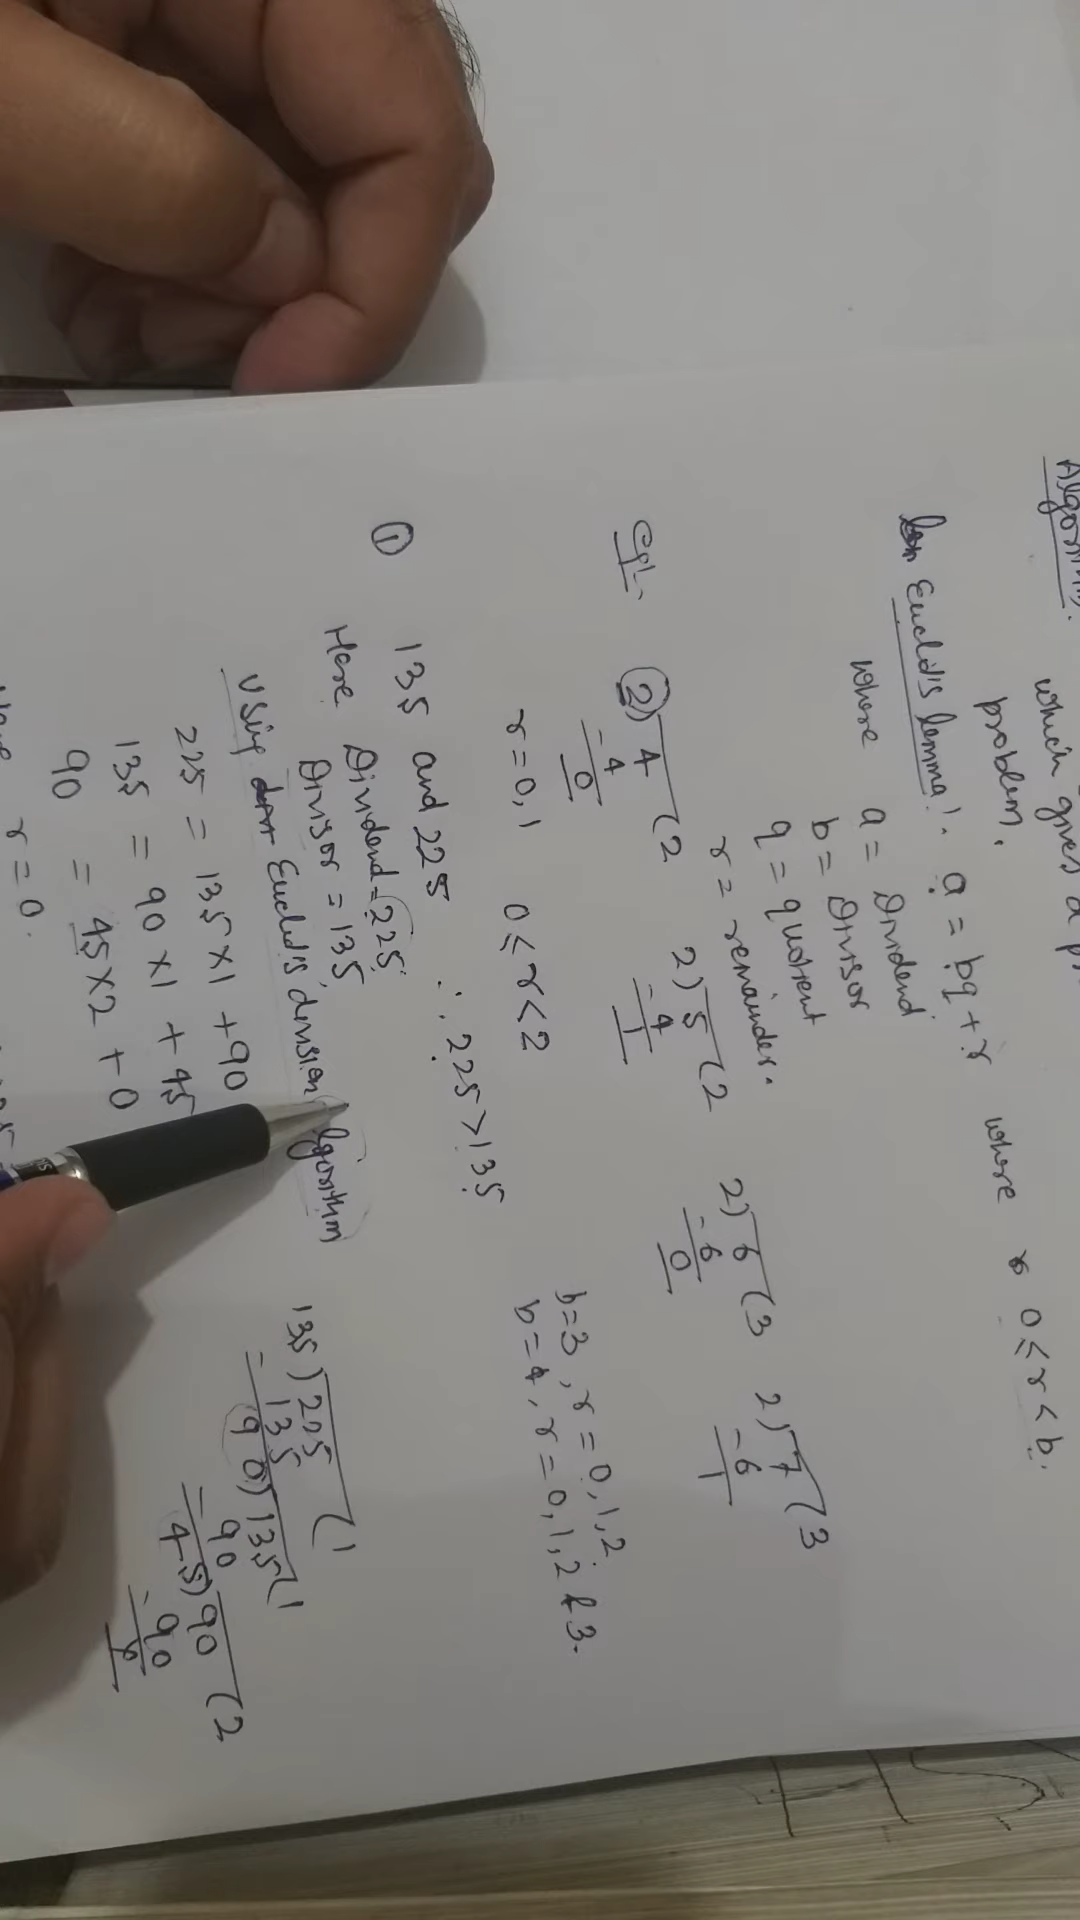 which gives a
problem.
Euclid's lemma:- a = bq + r where 0 ≤ r < b.
where a = Dividend
b = Divisor
q = quotient
r = remainder.
2) 4 (2 2) 5 (2 2) 6 (3 2) 7 (3
- 4 - 4 - 6 - 6
0 1 0 1
r = 0, 1 0 ≤ r < 2
b = 3, r = 0, 1, 2
b = 4, r = 0, 1, 2 & 3.
① 135 and 225 ∴ 225 > 135
Here Dividend = 225
Divisor = 135
Using Euclid's division lgorithm
225 = 135 × 1 + 90
135 = 90 × 1 + 45
90 = 45 × 2 + 0
r = 0.
135) 225 (1
- 135
90) 135 (1
- 90
45) 90 (2
- 90
0